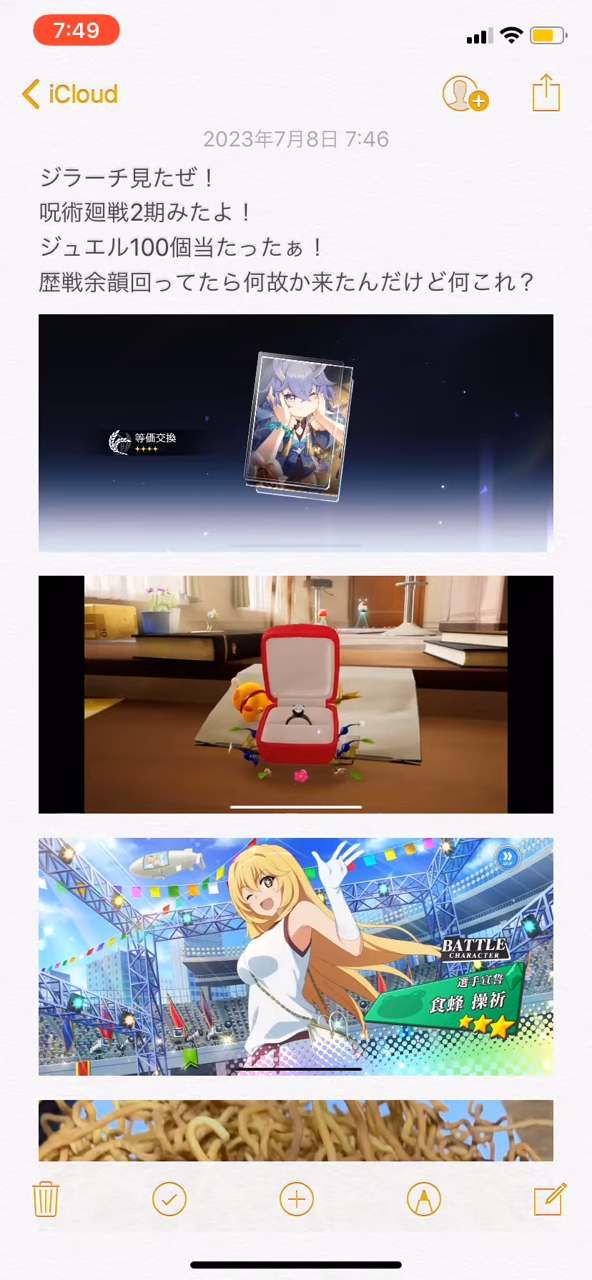 7:49
iCloud
2023年7月8日 7:46
ジラーチ見たぜ！
呪術廻戦2期みたよ！
ジュエル100個当たったぁ！
歴戦余韻回ってたら何故か来たんだけど何これ？
等価交換
SKIP
BATTLE
CHARACTER
選手宣誓
食蜂 操祈